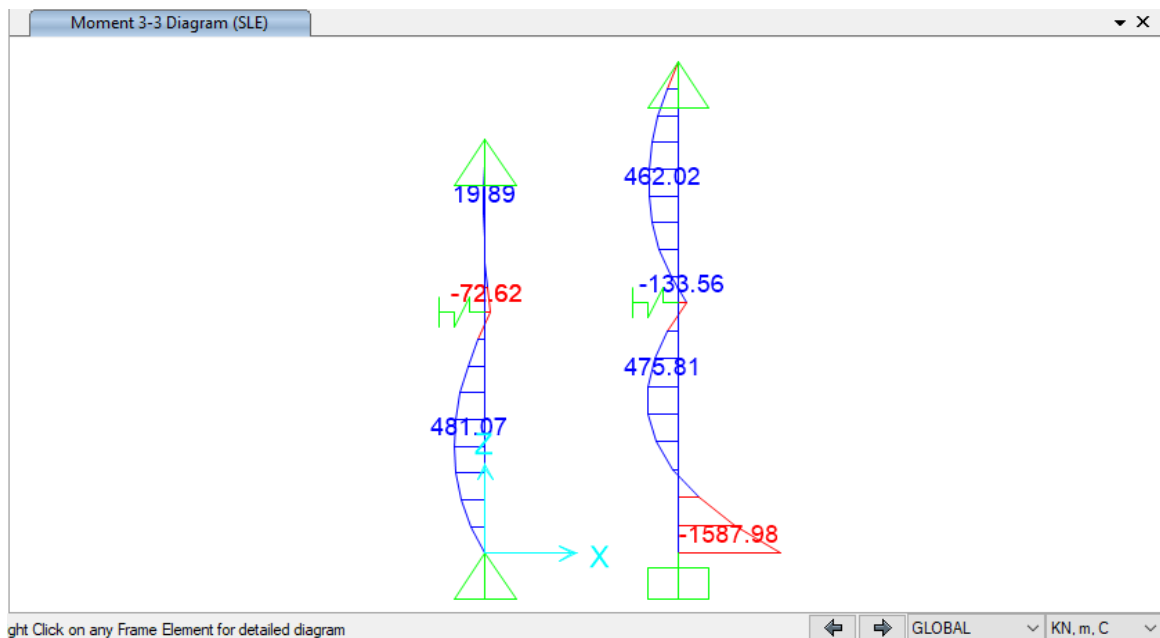 Moment 3-3 Diagram (SLE)
19.89
462.02
-72.62
-133.56
475.81
481.07
Z
-1587.98
X
ght Click on any Frame Element for detailed diagram
GLOBAL
KN, m, C